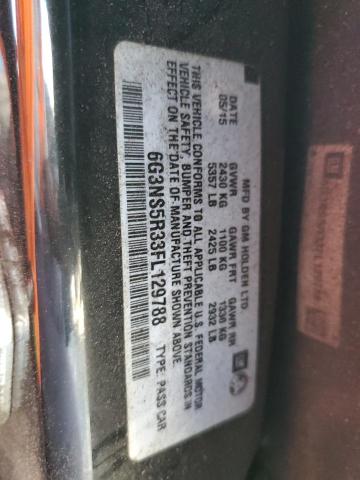 MFD BY GM HOLDEN LTD
DATE GVWR GAWR FRT GAWR RR
05/15 2430 KG 1100 KG 1330 KG
5357 LB 2425 LB 2932 LB
THIS VEHICLE CONFORMS TO ALL APPLICABLE U.S. FEDERAL MOTOR
VEHICLE SAFETY, BUMPER AND THEFT PREVENTION STANDARDS IN
EFFECT ON THE DATE OF MANUFACTURE SHOWN ABOVE.
6G3NS5R33FL129788 TYPE: PASS CAR
GM